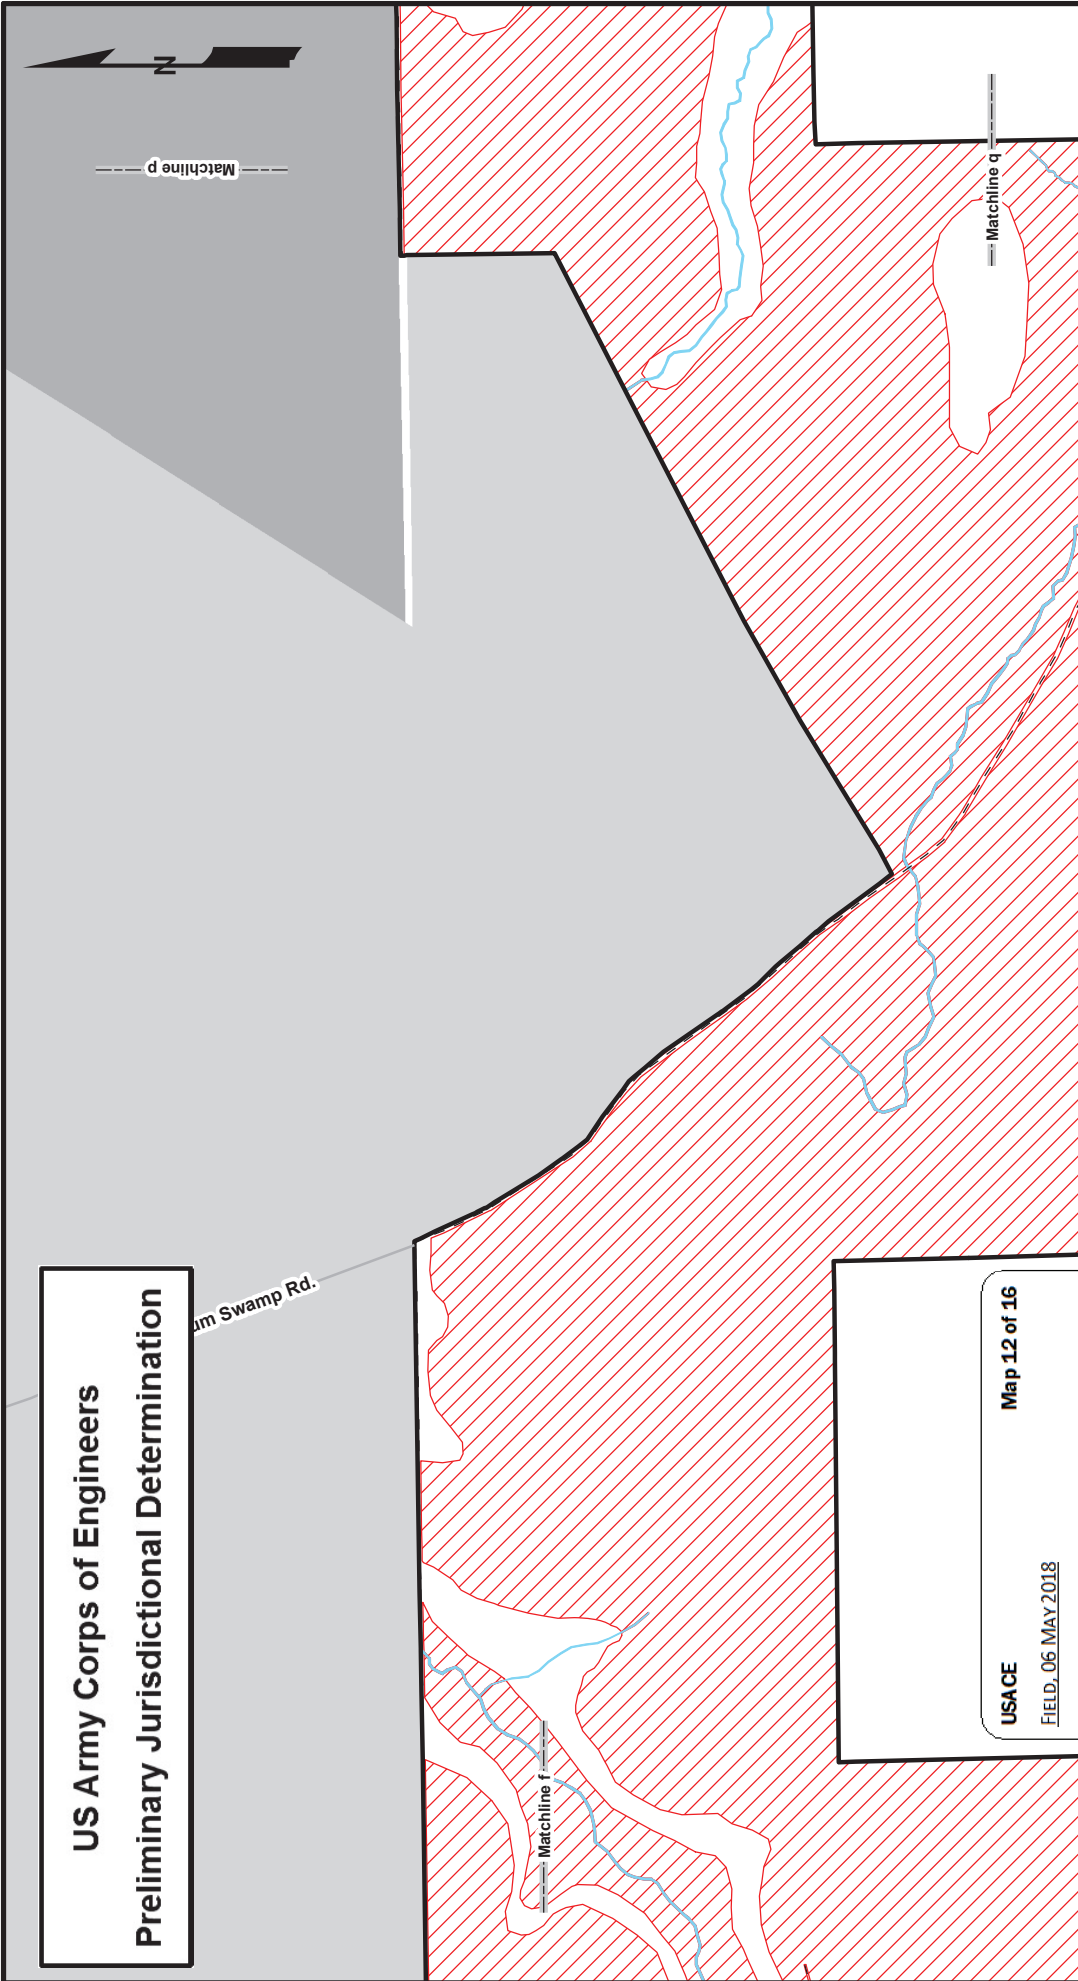 US Army Corps of Engineers
Preliminary Jurisdictional Determination
um Swamp Rd.
N
Matchline p
Matchline f
Matchline q
USACE
Map 12 of 16
FIELD, 06 MAY 2018